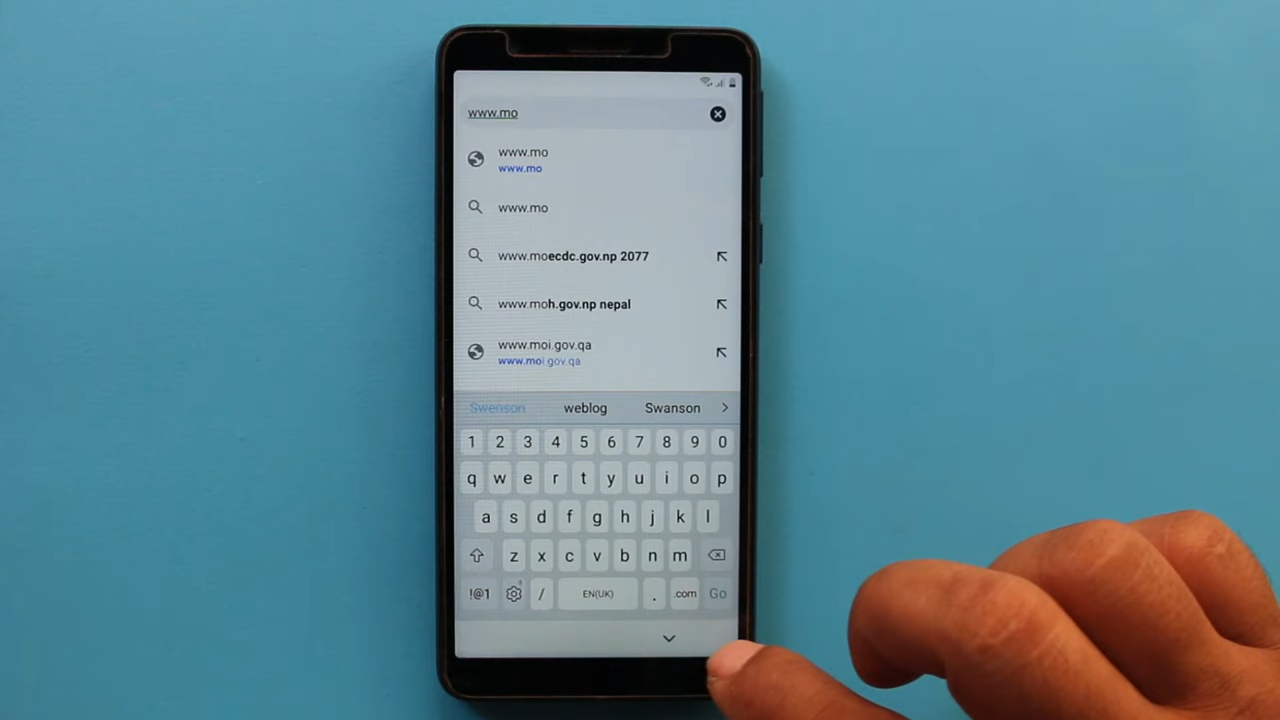 www.mo
www.mo
www.mo
www.mo
www.moecdc.gov.np 2077
www.moh.gov.np nepal
www.moi.gov.qa
www.moi.gov.qa
Swenson weblog Swanson
1 2 3 4 5 6 7 8 9 0
q w e r t y u i o p
a s d f g h j k l
z x c v b n m
!@1 / EN(UK) . .com Go